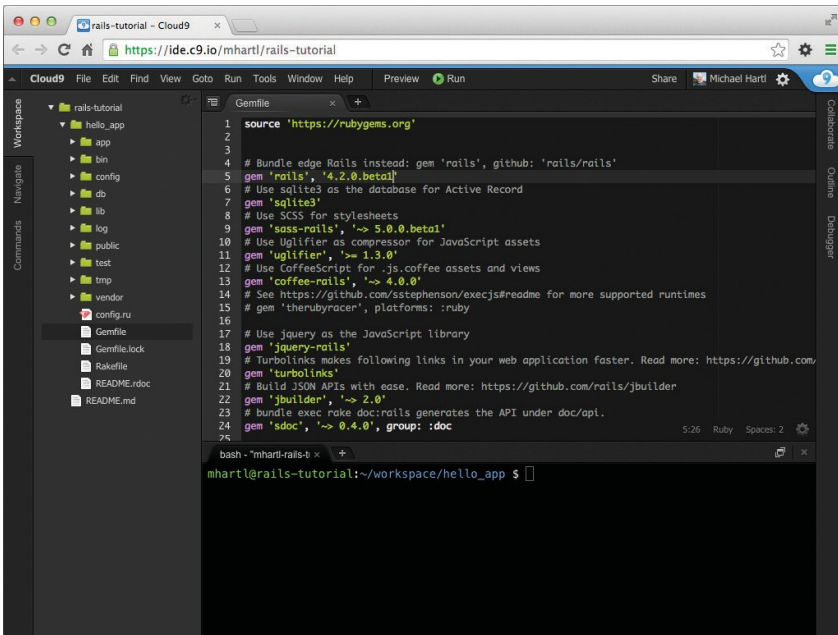 rails-tutorial - Cloud9
https://ide.c9.io/mhartl/rails-tutorial
Cloud9 File Edit Find View Goto Run Tools Window Help Preview Run Share Michael Hartl
Workspace
Navigate
Commands
rails-tutorial
hello_app
app
bin
config
db
lib
log
public
test
tmp
vendor
config.ru
Gemfile
Gemfile.lock
Rakefile
README.rdoc
README.md
Gemfile
1 source 'https://rubygems.org'
2
3
4 # Bundle edge Rails instead: gem 'rails', github: 'rails/rails'
5 gem 'rails', '4.2.0.beta1'
6 # Use sqlite3 as the database for Active Record
7 gem 'sqlite3'
8 # Use SCSS for stylesheets
9 gem 'sass-rails', '~> 5.0.0.beta1'
10 # Use Uglifier as compressor for JavaScript assets
11 gem 'uglifier', '>= 1.3.0'
12 # Use CoffeeScript for .js.coffee assets and views
13 gem 'coffee-rails', '~> 4.0.0'
14 # See https://github.com/sstephenson/execjs#readme for more supported runtimes
15 # gem 'therubyracer', platforms: :ruby
16
17 # Use jquery as the JavaScript library
18 gem 'jquery-rails'
19 # Turbolinks makes following links in your web application faster. Read more: https://github.com/
20 gem 'turbolinks'
21 # Build JSON APIs with ease. Read more: https://github.com/rails/jbuilder
22 gem 'jbuilder', '~> 2.0'
23 # bundle exec rake doc:rails generates the API under doc/api.
24 gem 'sdoc', '~> 0.4.0', group: :doc
25
5:26 Ruby Spaces: 2
Collaborate
Outline
Debugger
bash - "mhartl-rails-t
mhartl@rails-tutorial:~/workspace/hello_app $